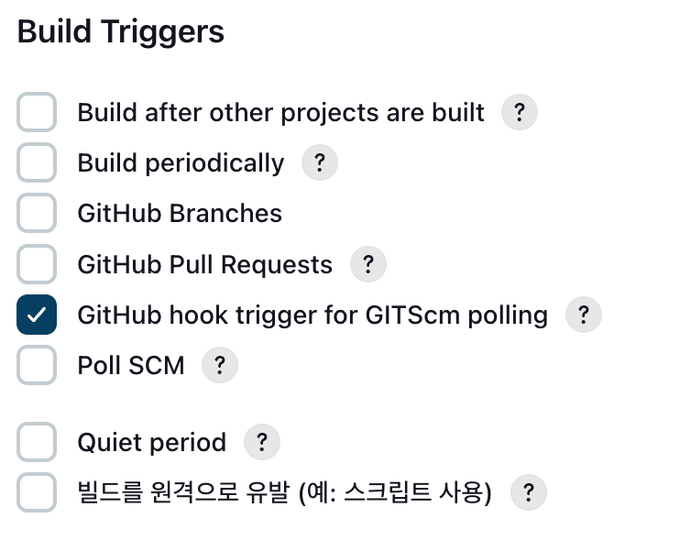 Build Triggers
Build after other projects are built ?
Build periodically ?
GitHub Branches
GitHub Pull Requests ?
GitHub hook trigger for GITScm polling ?
Poll SCM ?
Quiet period ?
빌드를 원격으로 유발 (예: 스크립트 사용) ?